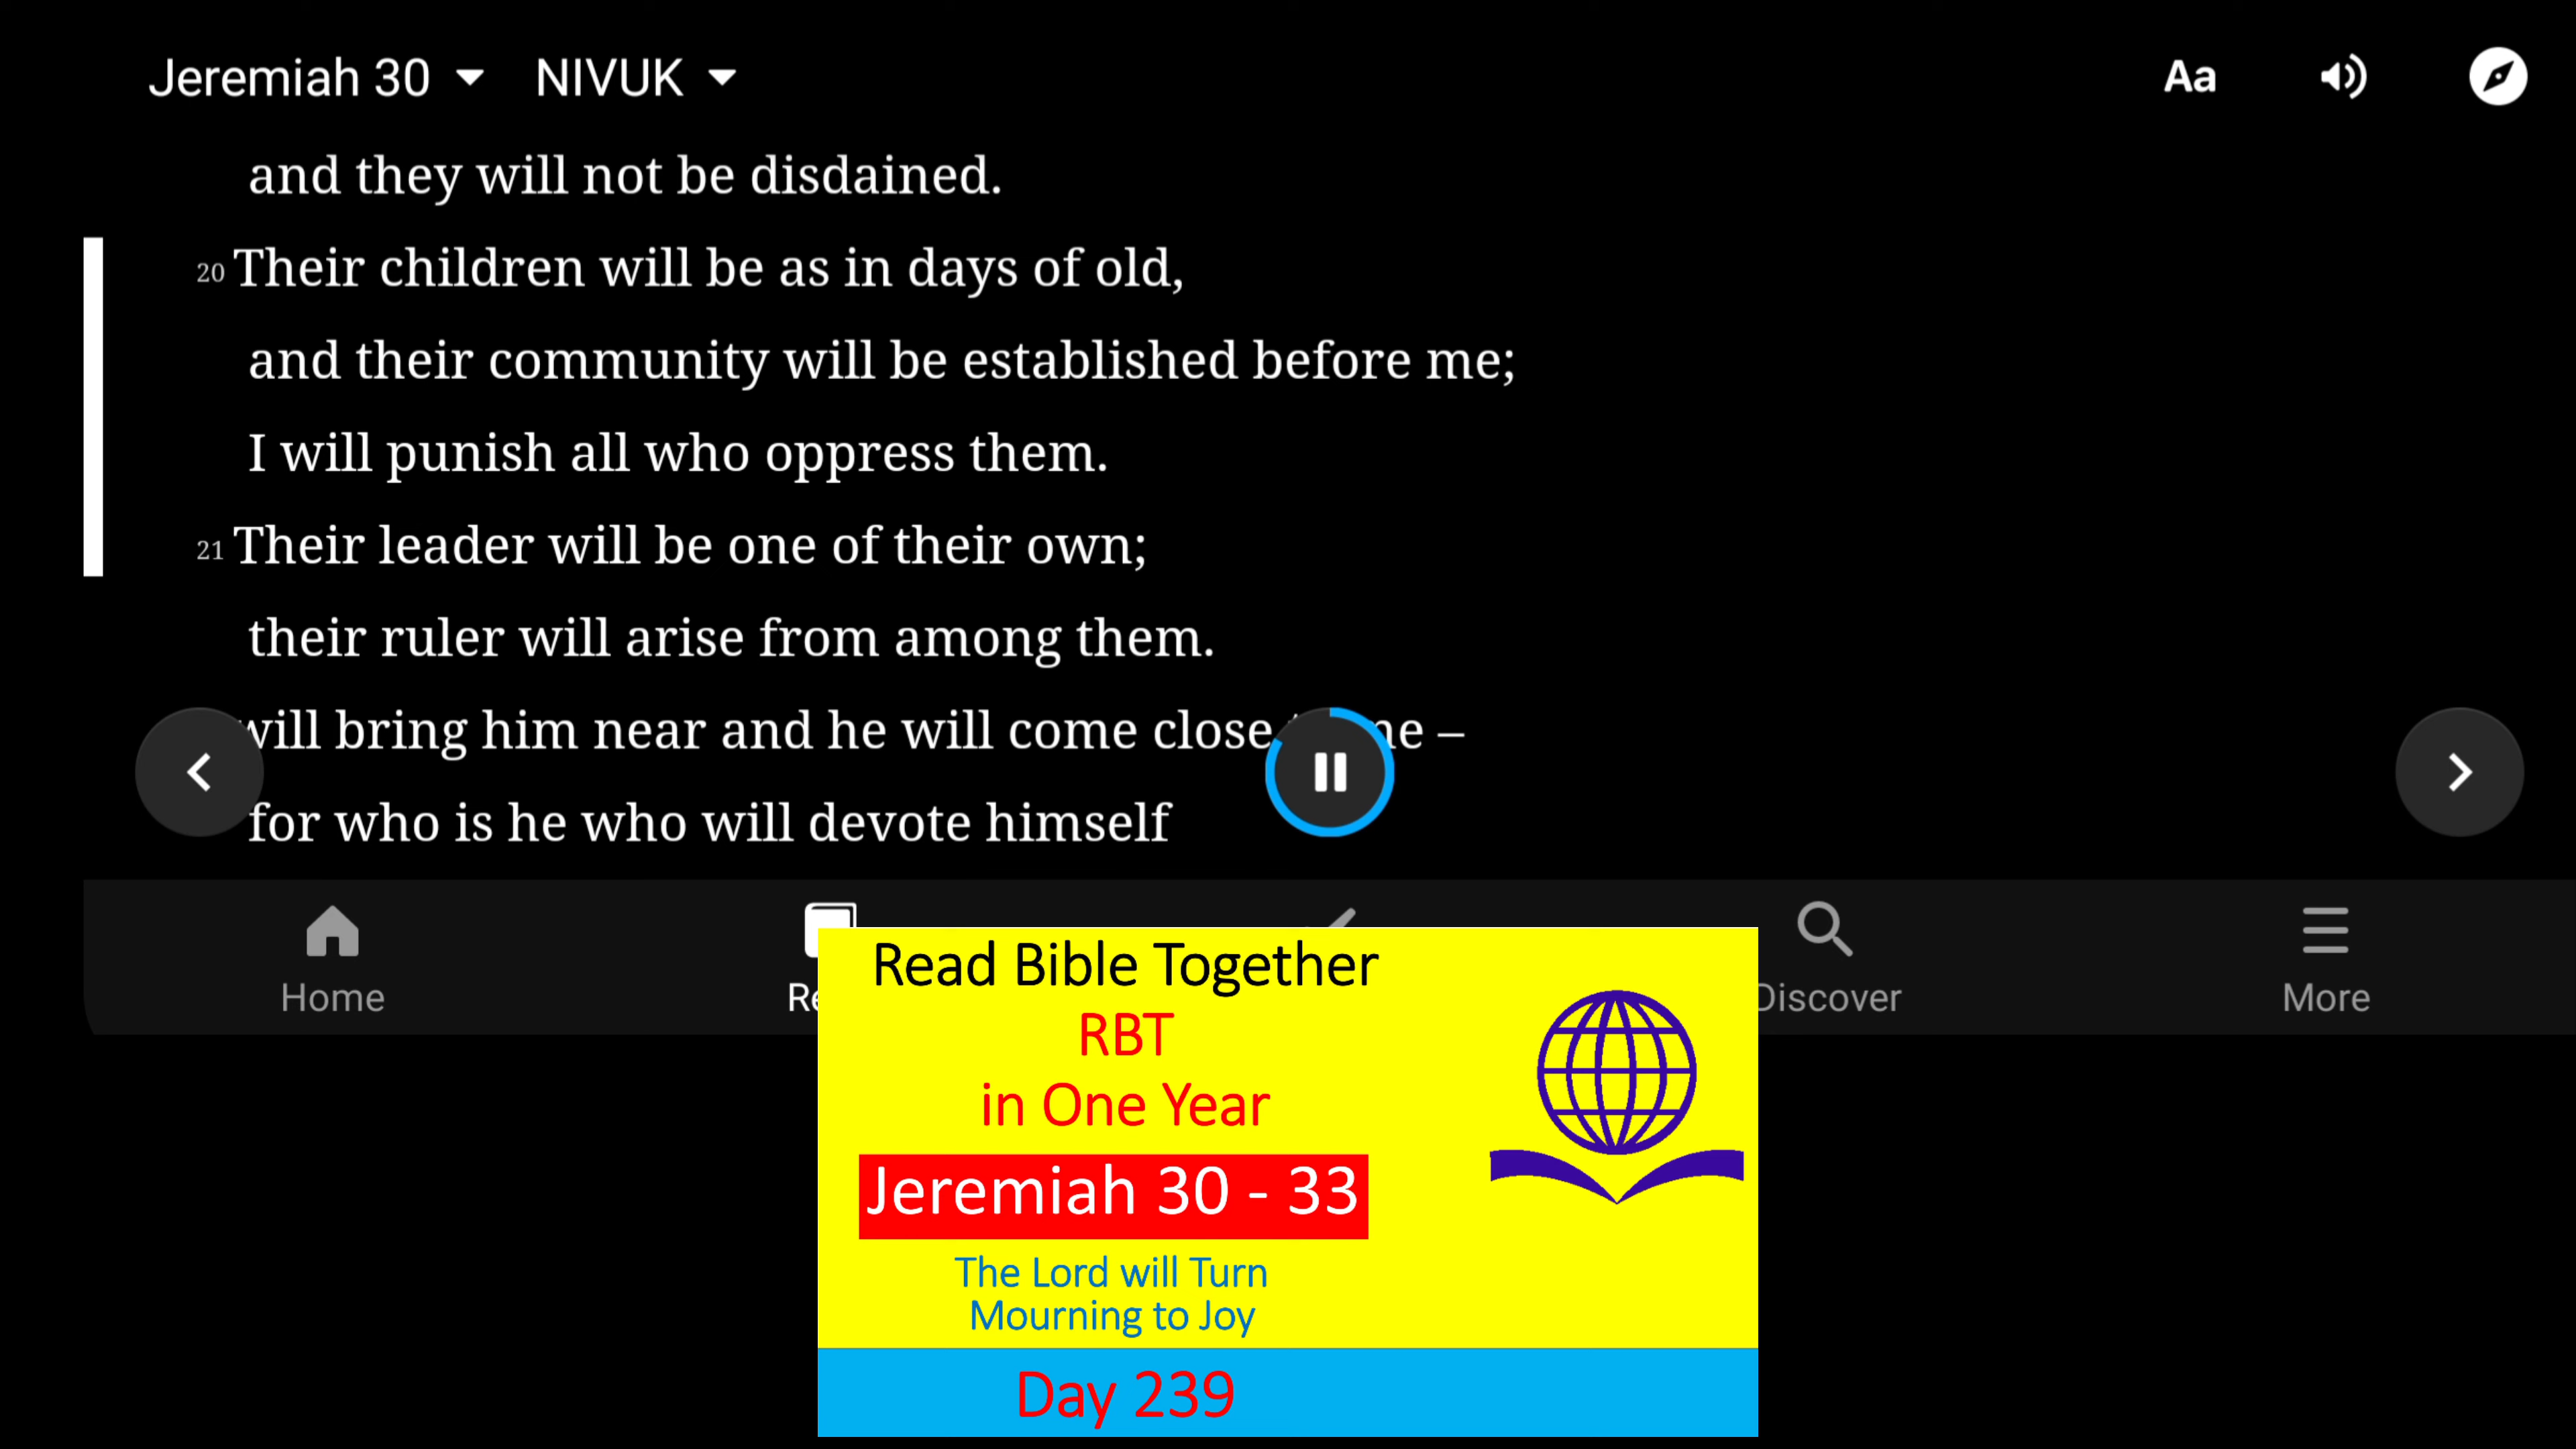 Jeremiah 30 NIVUK Aa
and they will not be disdained.
20 Their children will be as in days of old,
and their community will be established before me;
I will punish all who oppress them.
21 Their leader will be one of their own;
their ruler will arise from among them.
will bring him near and he will come close –
for who is he who will devote himself
Home Discover More
Read Bible Together
RBT
in One Year
Jeremiah 30 - 33
The Lord will Turn
Mourning to Joy
Day 239